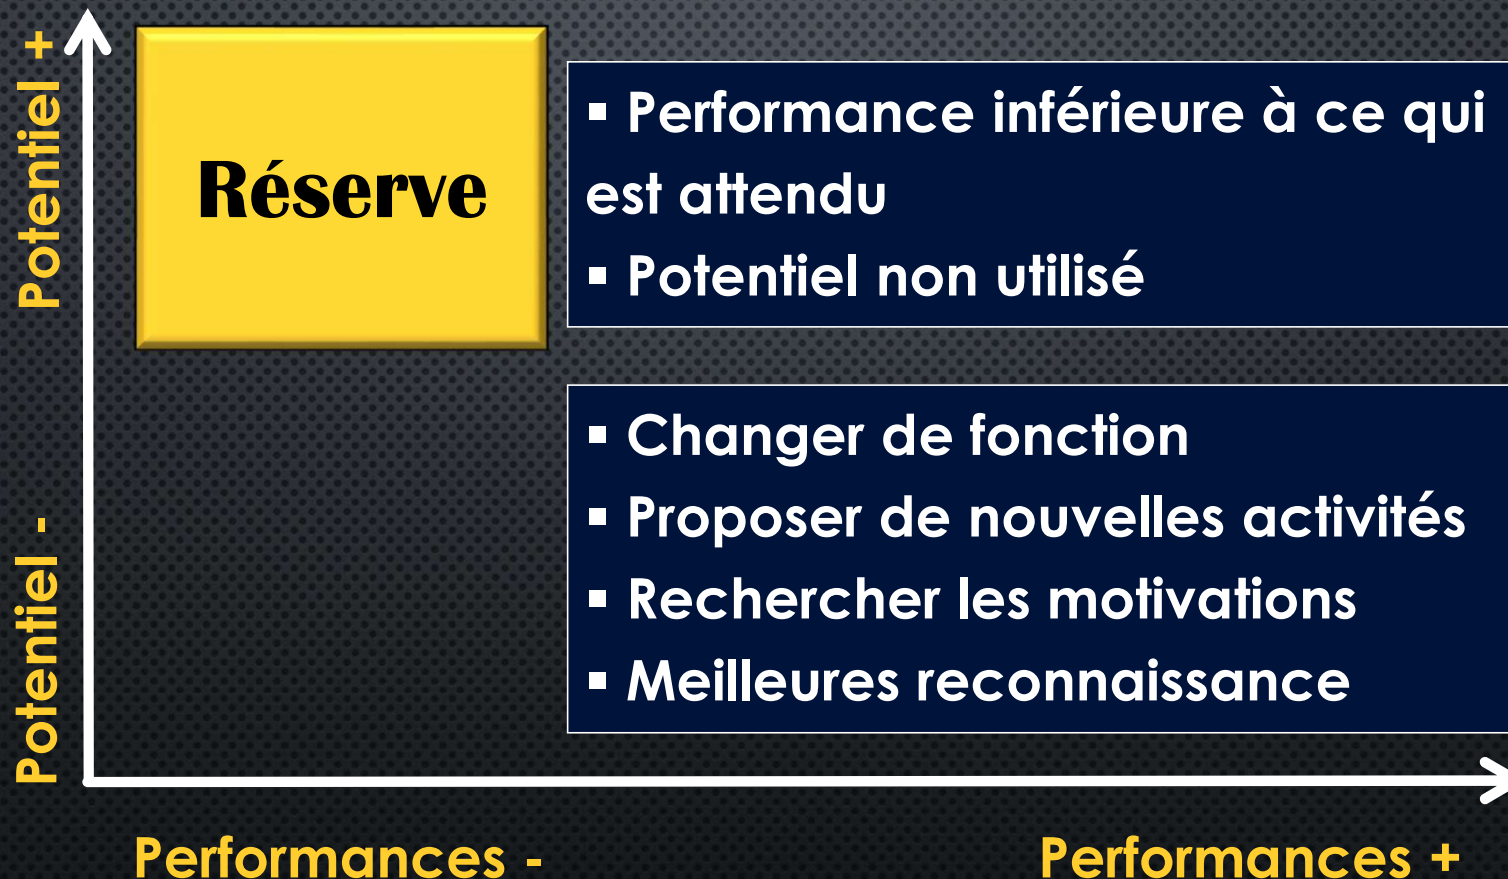 Potentiel +
Réserve
▪ Performance inférieure à ce qui
est attendu
▪ Potentiel non utilisé
▪ Changer de fonction
▪ Proposer de nouvelles activités
▪ Rechercher les motivations
▪ Meilleures reconnaissance
Potentiel -
Performances -
Performances +